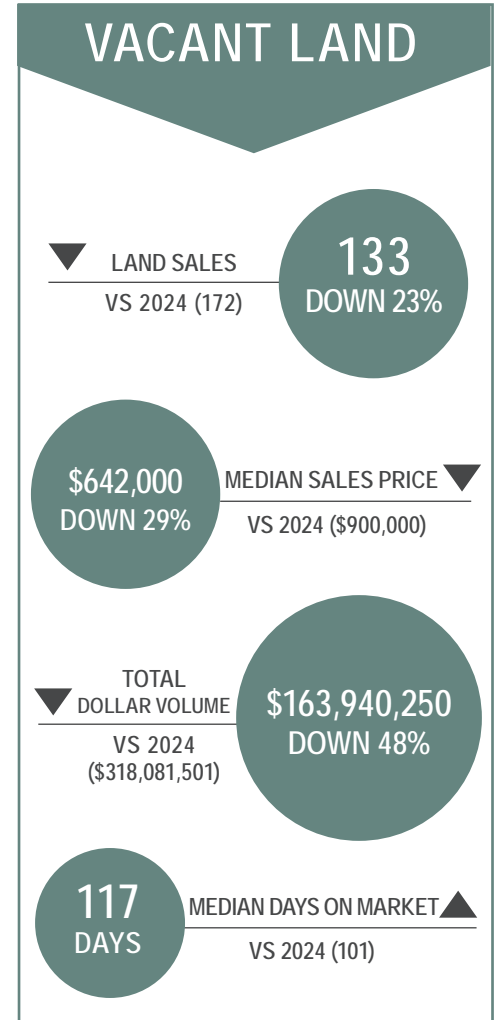 VACANT LAND
LAND SALES
VS 2024 (172)
133
DOWN 23%
$642,000
DOWN 29%
MEDIAN SALES PRICE
VS 2024 ($900,000)
TOTAL
DOLLAR VOLUME
VS 2024
($318,081,501)
$163,940,250
DOWN 48%
117
DAYS
MEDIAN DAYS ON MARKET
VS 2024 (101)